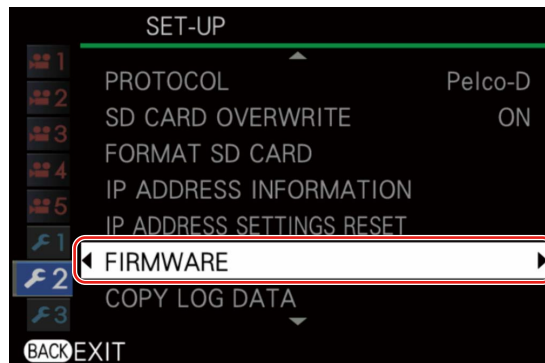 SET-UP
1
2
3
4
5
1
2
3
PROTOCOL Pelco-D
SD CARD OVERWRITE ON
FORMAT SD CARD
IP ADDRESS INFORMATION
IP ADDRESS SETTINGS RESET
FIRMWARE
COPY LOG DATA
BACK EXIT